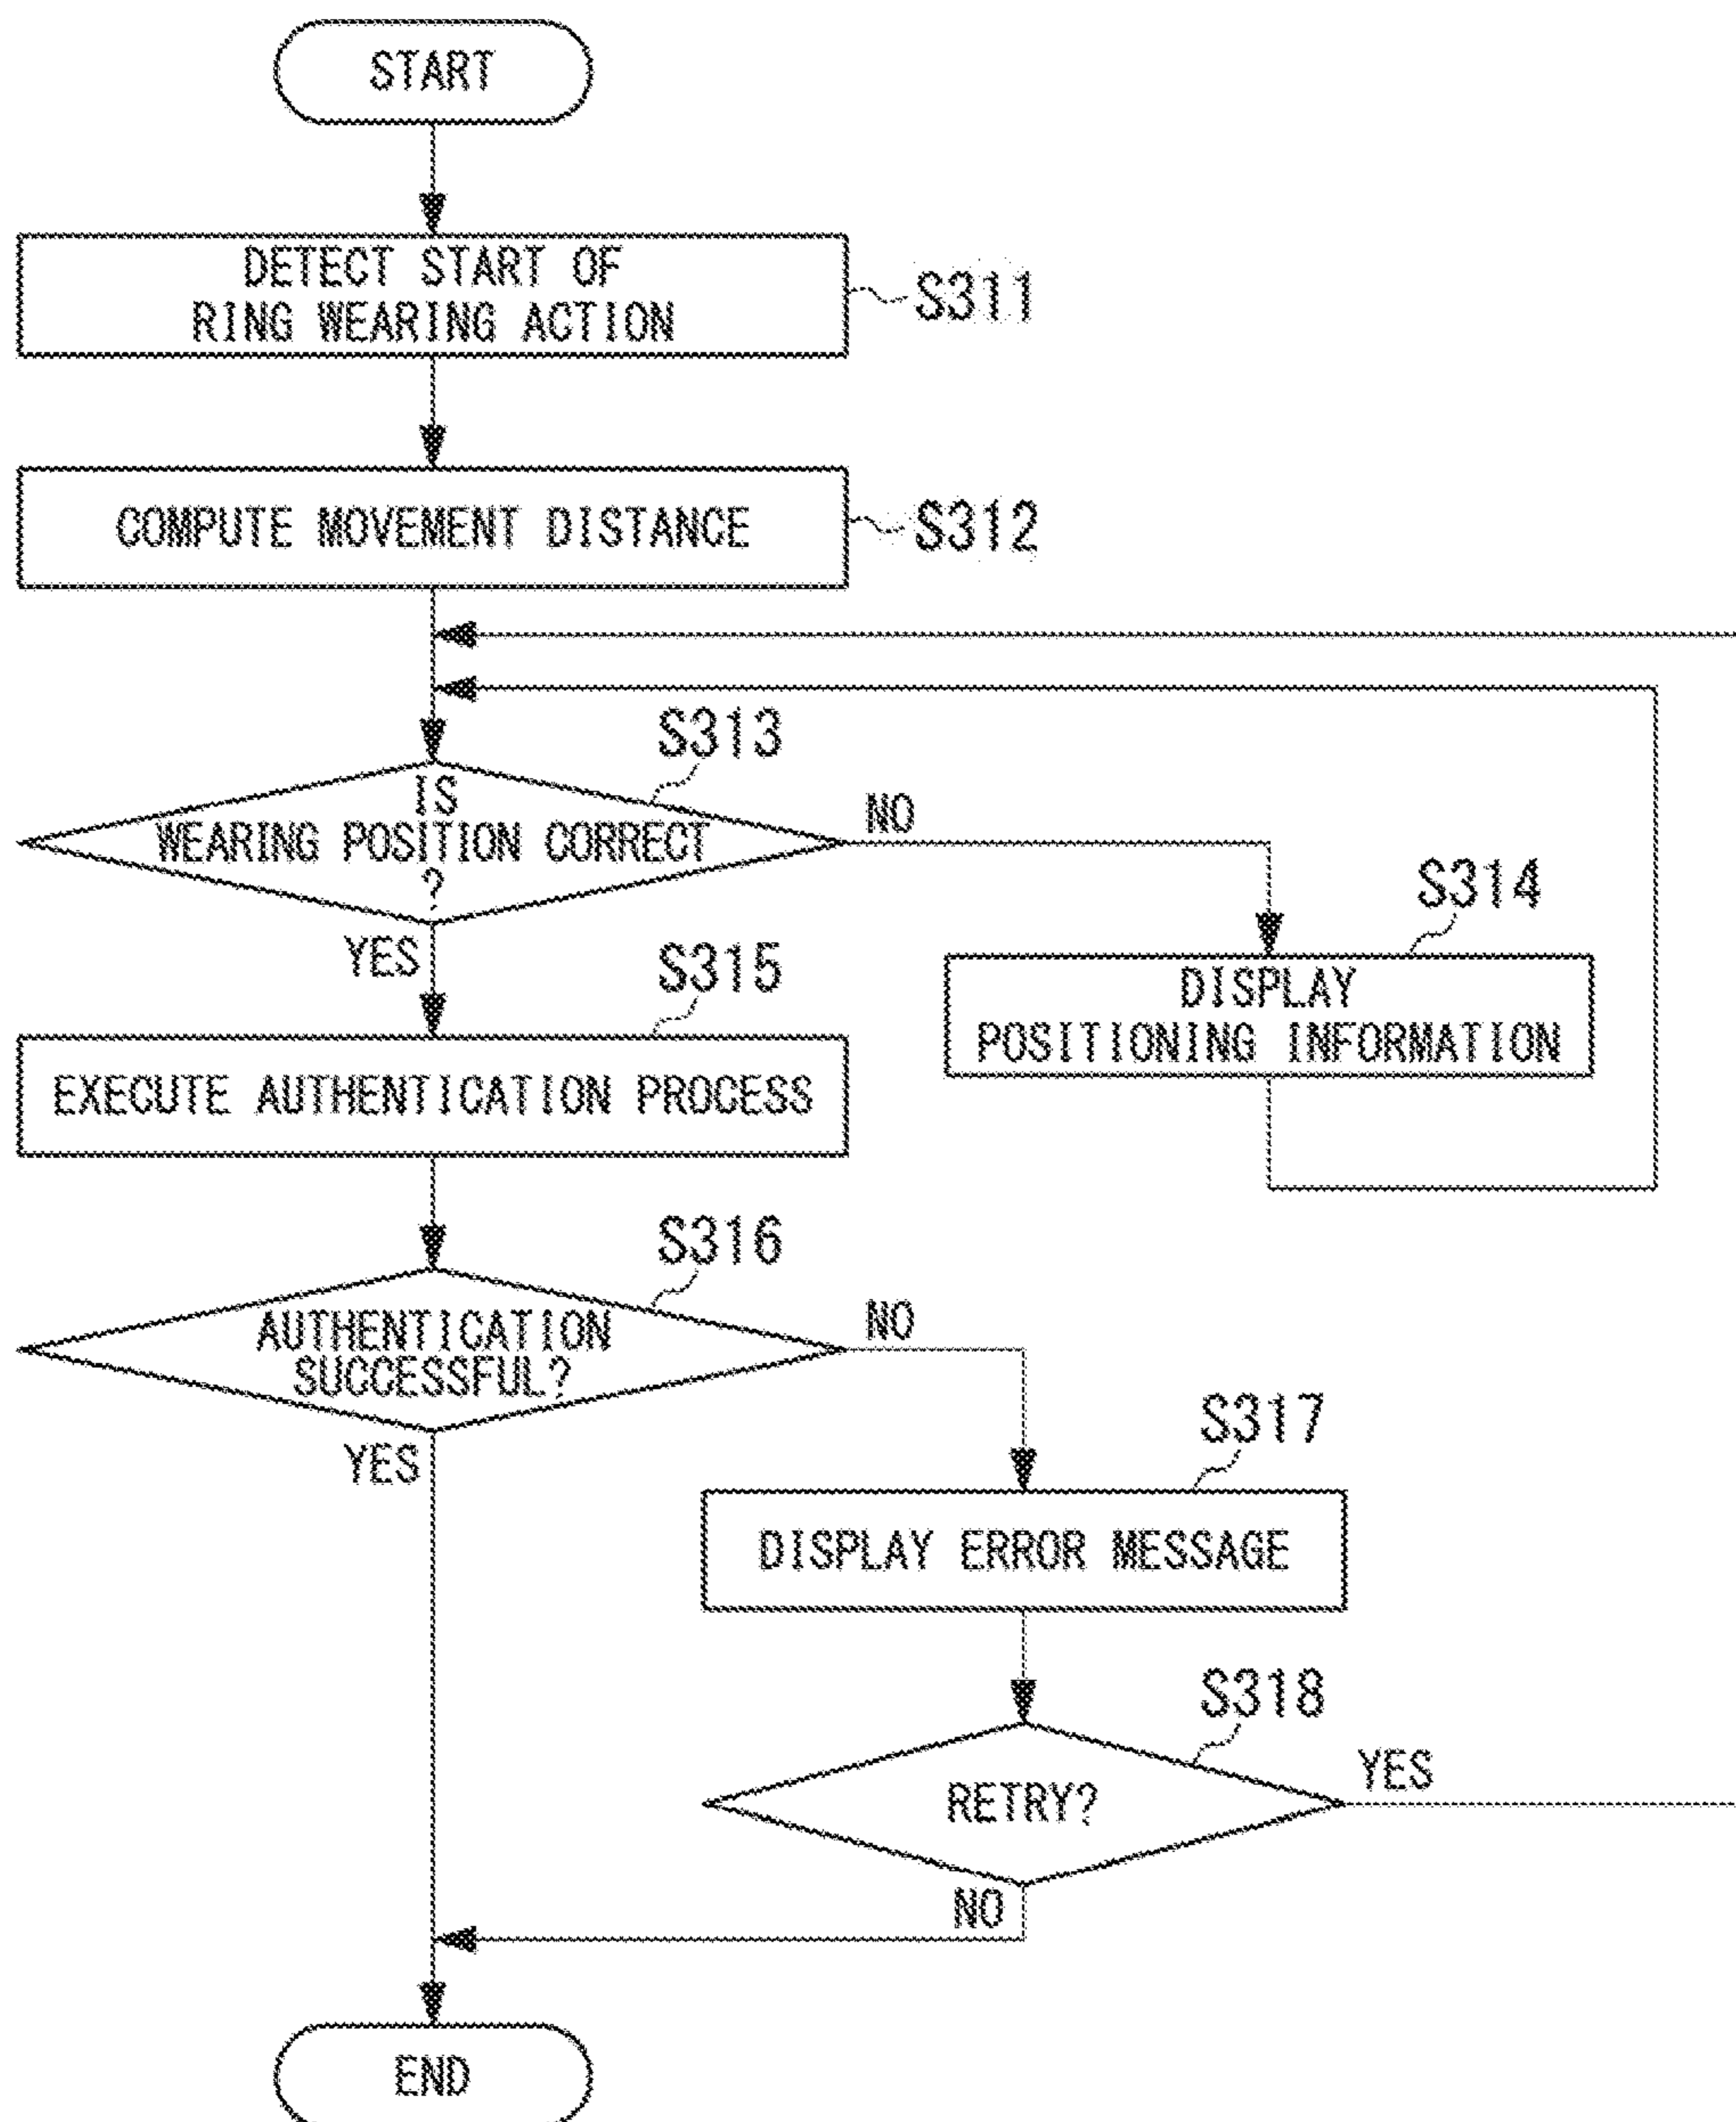 START
DETECT START OF
RING WEARING ACTION
S311
COMPUTE MOVEMENT DISTANCE
S312
S313
IS
WEARING POSITION CORRECT
?
NO
YES
S314
DISPLAY
POSITIONING INFORMATION
S315
EXECUTE AUTHENTICATION PROCESS
S316
AUTHENTICATION
SUCCESSFUL?
NO
YES
S317
DISPLAY ERROR MESSAGE
S318
RETRY?
YES
NO
END